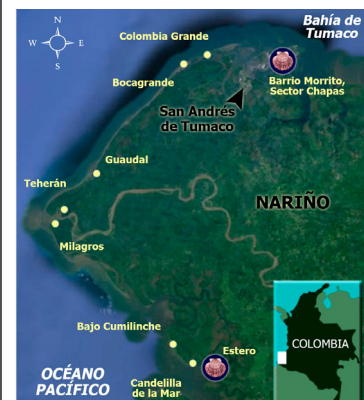 N
W E
S
Bahía de
Tumaco
Colombia Grande
Bocagrande
Barrio Morrito,
Sector Chapas
San Andrés
de Tumaco
Guaudal
Teherán
NARIÑO
Milagros
Bajo Cumilinche
Estero
COLOMBIA
OCÉANO
PACÍFICO
Candelilla
de la Mar